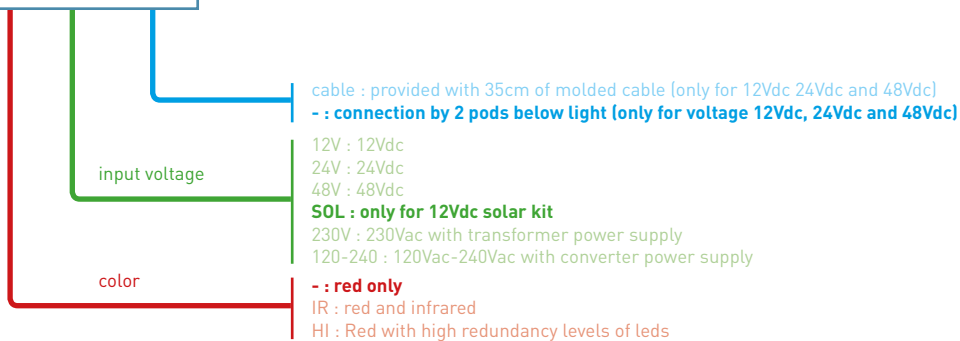 cable : provided with 35cm of molded cable (only for 12Vdc 24Vdc and 48Vdc)
- : connection by 2 pods below light (only for voltage 12Vdc, 24Vdc and 48Vdc)
input voltage
12V : 12Vdc
24V : 24Vdc
48V : 48Vdc
SOL : only for 12Vdc solar kit
230V : 230Vac with transformer power supply
120-240 : 120Vac-240Vac with converter power supply
color
- : red only
IR : red and infrared
HI : Red with high redundancy levels of leds